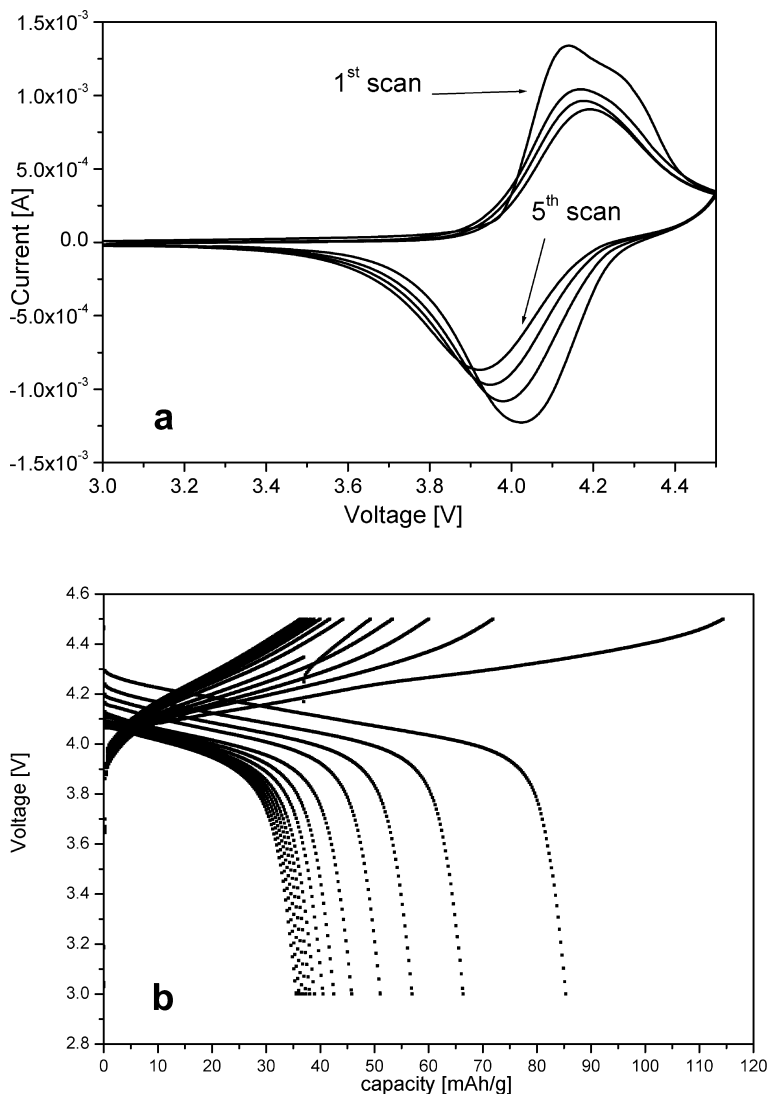 1.5x10⁻³
1.0x10⁻³
5.0x10⁻⁴
0.0
-5.0x10⁻⁴
-1.0x10⁻³
-1.5x10⁻³
Current [A]
1ˢᵗ scan
5ᵗʰ scan
a
3.0 3.2 3.4 3.6 3.8 4.0 4.2 4.4
Voltage [V]
4.6
4.4
4.2
4.0
3.8
3.6
3.4
3.2
3.0
2.8
Voltage [V]
b
0 10 20 30 40 50 60 70 80 90 100 110 120
capacity [mAh/g]